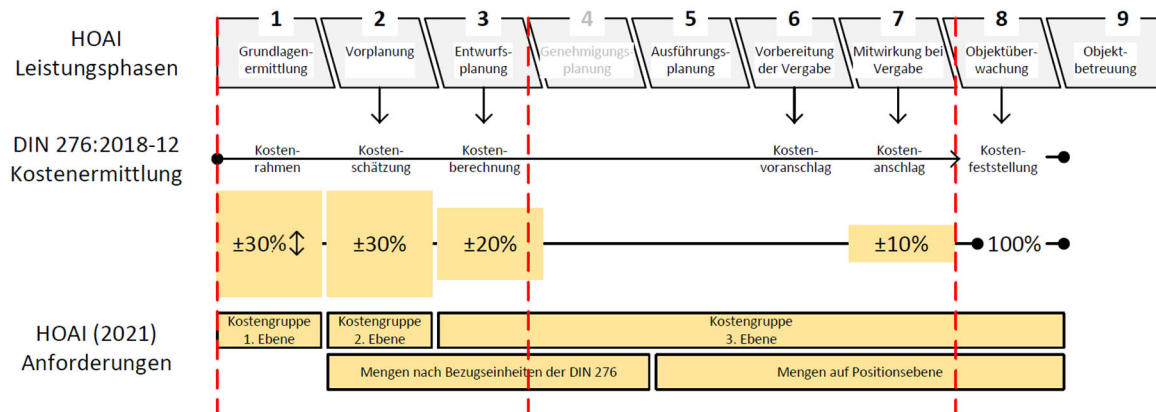 HOAI
Leistungsphasen
1
Grundlagen-
ermittlung
2
Vorplanung
3
Entwurfs-
planung
4
Genehmigungs-
planung
5
Ausführungs-
planung
6
Vorbereitung
der Vergabe
7
Mitwirkung bei
Vergabe
8
Objektüber-
wachung
9
Objekt-
betreuung
DIN 276:2018-12
Kostenermittlung
Kosten-
rahmen
Kosten-
schätzung
Kosten-
berechnung
Kosten-
voranschlag
Kosten-
anschlag
Kosten-
feststellung
±30%
±30%
±20%
±10%
100%
HOAI (2021)
Anforderungen
Kostengruppe
1. Ebene
Kostengruppe
2. Ebene
Kostengruppe
3. Ebene
Mengen nach Bezugseinheiten der DIN 276
Mengen auf Positionsebene